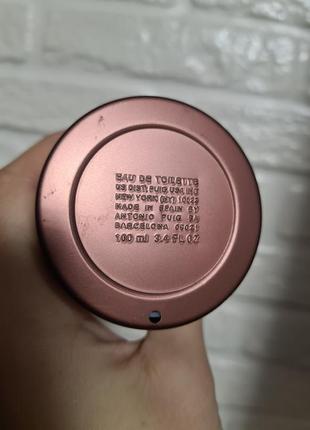 EAU DE TOILETTE
US DIST: PUIG USA INC
NEW YORK (NY) 10022
MADE IN SPAIN BY
ANTONIO PUIG SA
BARCELONA 08021
100 ml 3.4 FL.OZ